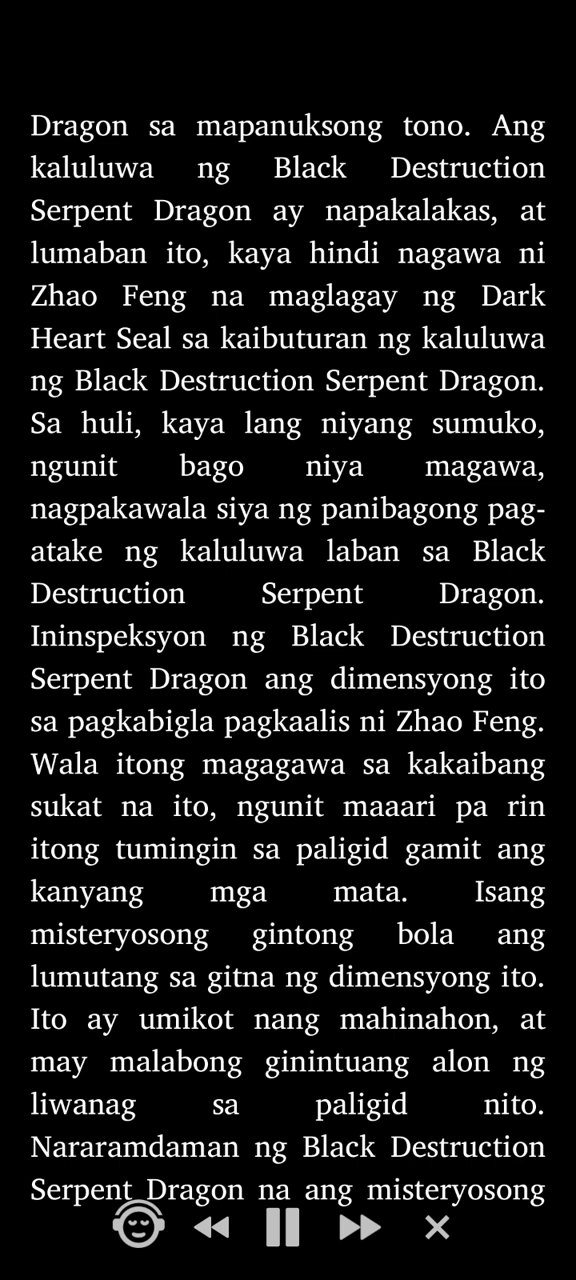 Dragon sa mapanuksong tono. Ang
kaluluwa ng Black Destruction
Serpent Dragon ay napakalakas, at
lumaban ito, kaya hindi nagawa ni
Zhao Feng na maglagay ng Dark
Heart Seal sa kaibuturan ng kaluluwa
ng Black Destruction Serpent Dragon.
Sa huli, kaya lang niyang sumuko,
ngunit bago niya magawa,
nagpakawala siya ng panibagong pag-
atake ng kaluluwa laban sa Black
Destruction Serpent Dragon.
Ininspeksyon ng Black Destruction
Serpent Dragon ang dimensyong ito
sa pagkabigla pagkaalis ni Zhao Feng.
Wala itong magagawa sa kakaibang
sukat na ito, ngunit maaari pa rin
itong tumingin sa paligid gamit ang
kanyang mga mata. Isang
misteryosong gintong bola ang
lumutang sa gitna ng dimensyong ito.
Ito ay umikot nang mahinahon, at
may malabong ginintuang alon ng
liwanag sa paligid nito.
Nararamdaman ng Black Destruction
Serpent Dragon na ang misteryosong